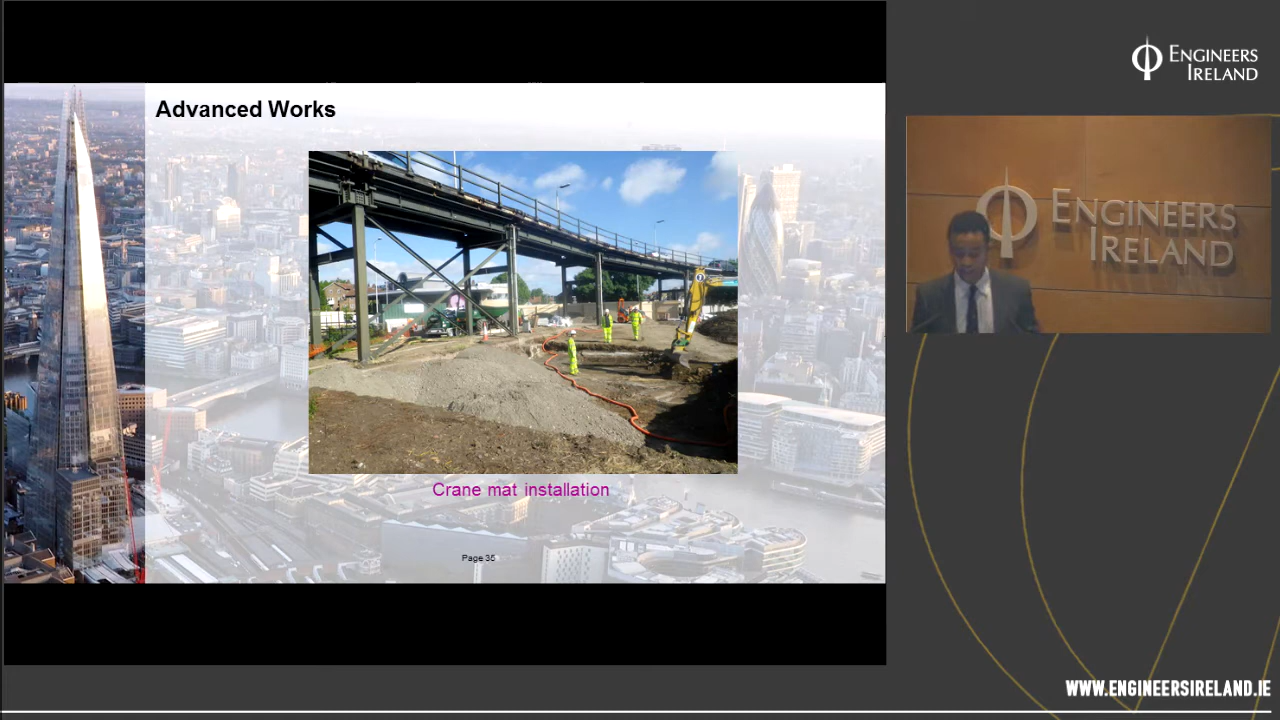 Advanced Works
Crane mat installation
Page 35
ENGINEERS
IRELAND
ENGINEERS
IRELAND
WWW.ENGINEERSIRELAND.IE